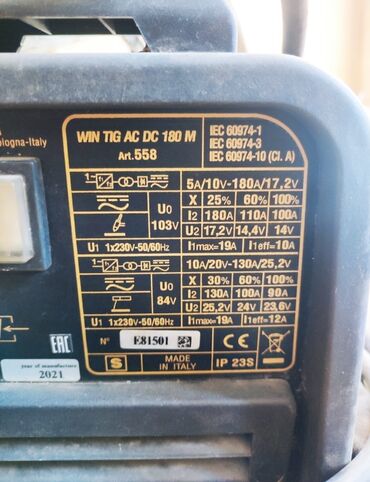 ologna-Italy
WIN TIG AC DC 180 M
Art. 558
IEC 60974-1
IEC 60974-3
IEC 60974-10 (Cl. A)
5A/10V-180A/17,2V
U0
103V
X 25% 60% 100%
I2 180A 110A 100A
U2 17,2V 14,4V 14V
U1 1x230V-50/60Hz
I1max=19A I1eff=10A
10A/20V-130A/25,2V
U0
84V
X 30% 60% 100%
I2 130A 100A 90A
U2 25,2V 24V 23,6V
U1 1x230V-50/60Hz
I1max=19A I1eff=12A
EAC
N° E81501
CE
year of manufacture
2021
S
MADE
IN ITALY
IP 23S